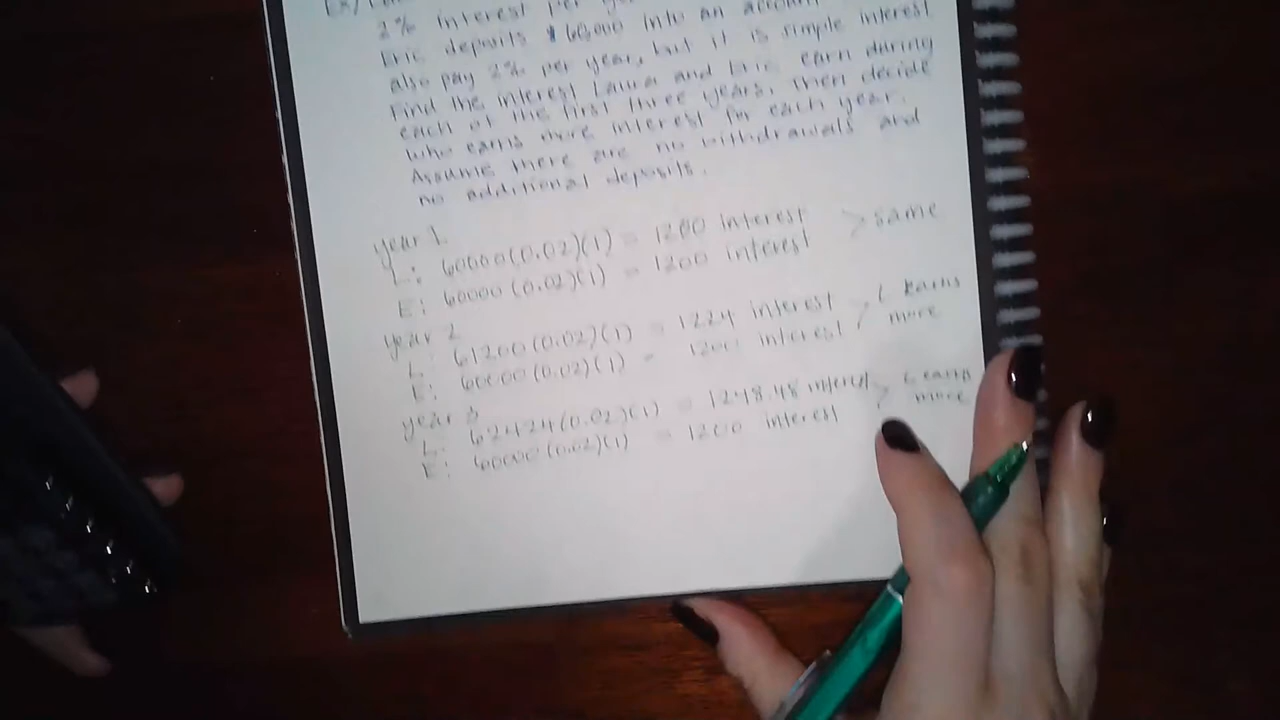 2% interest per
Eric deposits $60,000 into an account
also pay 2% per year, but it is simple interest
Find the interest Laura and Eric earn during
each of the first three years, then decide
who earns more interest for each year.
Assume there are no withdrawals and
no additional deposits.
year 1
L: 60000(0.02)(1) = 1200 interest > same
E: 60000(0.02)(1) = 1200 interest
year 2
L: 61200(0.02)(1) = 1224 interest > L earns
E: 60000(0.02)(1) = 1200 interest more
year 3
L: 62424(0.02)(1) = 1248.48 interest > L earns
E: 60000(0.02)(1) = 1200 interest more